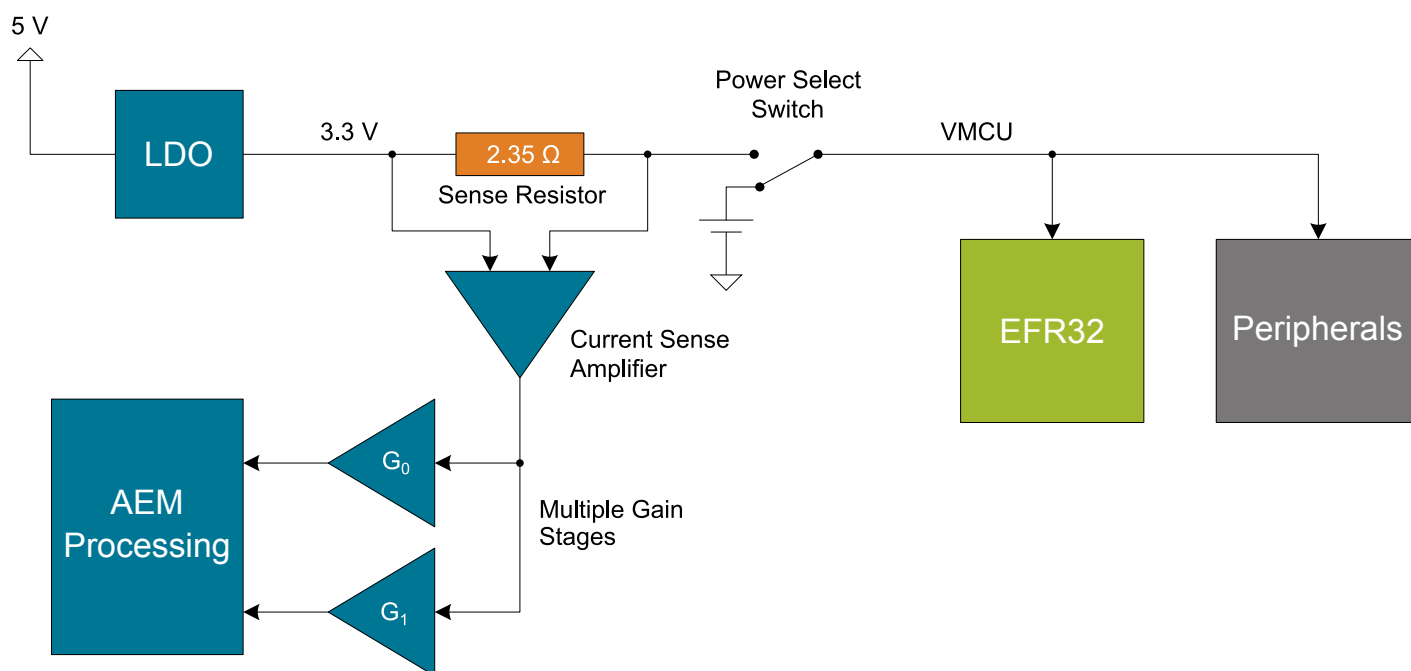 5 V
LDO
3.3 V
2.35 Ω
Sense Resistor
Power Select
Switch
VMCU
EFR32
Peripherals
Current Sense
Amplifier
AEM
Processing
G₀
G₁
Multiple Gain
Stages